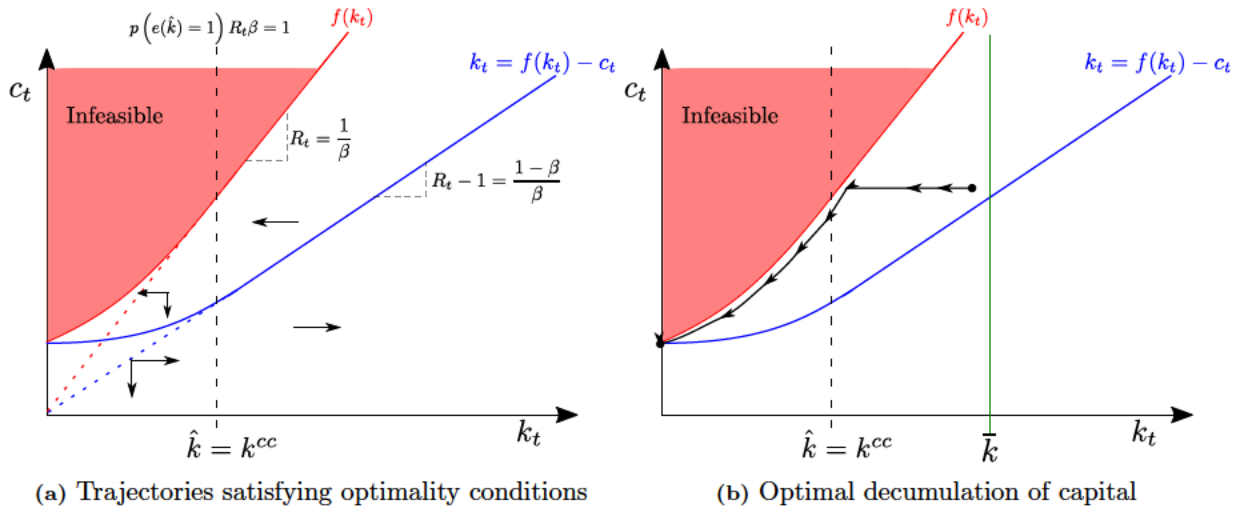 p(e(k̂) = 1) R_tβ = 1
f(k_t)
k_t = f(k_t) − c_t
c_t
Infeasible
R_t = 1/β
R_t − 1 = (1 − β)/β
k̂ = k^{cc}
k_t
(a) Trajectories satisfying optimality conditions
f(k_t)
k_t = f(k_t) − c_t
c_t
Infeasible
k̂ = k^{cc}
k̄
k_t
(b) Optimal decumulation of capital